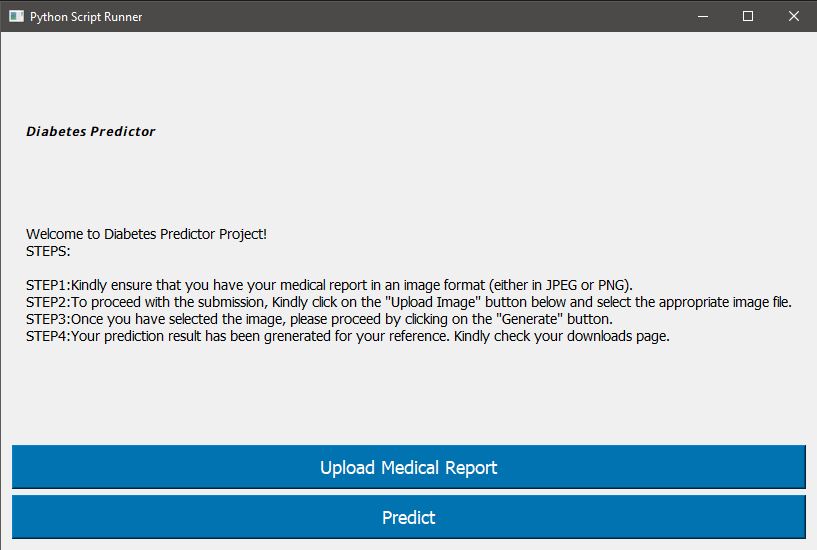 Python Script Runner
Diabetes Predictor
Welcome to Diabetes Predictor Project!
STEPS:
STEP1:Kindly ensure that you have your medical report in an image format (either in JPEG or PNG).
STEP2:To proceed with the submission, Kindly click on the "Upload Image" button below and select the appropriate image file.
STEP3:Once you have selected the image, please proceed by clicking on the "Generate" button.
STEP4:Your prediction result has been grenerated for your reference. Kindly check your downloads page.
Upload Medical Report
Predict